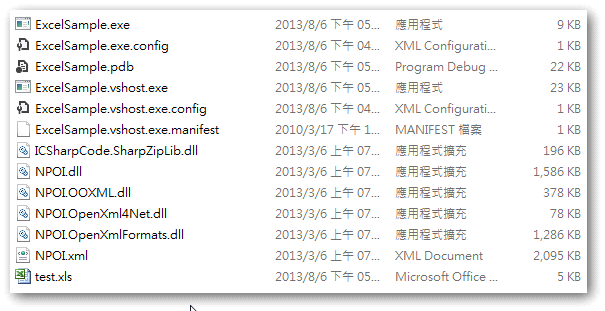 ExcelSample.exe 2013/8/6 下午 05... 應用程式 9 KB
ExcelSample.exe.config 2013/8/6 下午 04... XML Configurati... 1 KB
ExcelSample.pdb 2013/8/6 下午 05... Program Debug ... 22 KB
ExcelSample.vshost.exe 2013/8/6 下午 05... 應用程式 23 KB
ExcelSample.vshost.exe.config 2013/8/6 下午 04... XML Configurati... 1 KB
ExcelSample.vshost.exe.manifest 2010/3/17 下午 1... MANIFEST 檔案 1 KB
ICSharpCode.SharpZipLib.dll 2013/3/6 上午 07... 應用程式擴充 196 KB
NPOI.dll 2013/3/6 上午 07... 應用程式擴充 1,586 KB
NPOI.OOXML.dll 2013/3/6 上午 07... 應用程式擴充 378 KB
NPOI.OpenXml4Net.dll 2013/3/6 上午 07... 應用程式擴充 78 KB
NPOI.OpenXmlFormats.dll 2013/3/6 上午 07... 應用程式擴充 1,286 KB
NPOI.xml 2013/3/6 上午 07... XML Document 2,095 KB
test.xls 2013/8/6 下午 05... Microsoft Office ... 5 KB